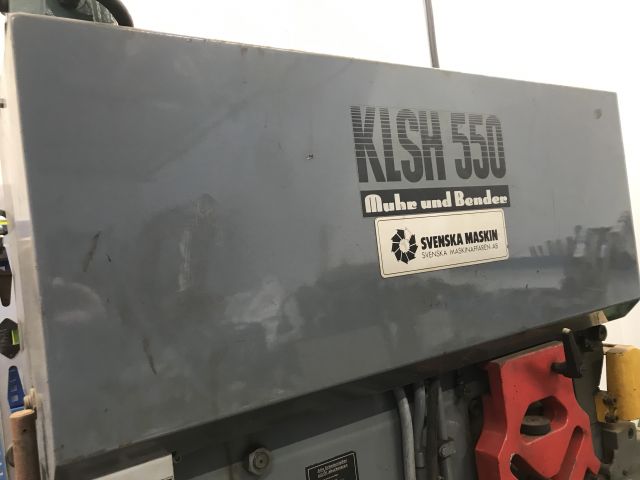 KLSH 550
Muhr und Bender
SVENSKA MASKIN
SVENSKA MASKINAFFÄREN AB